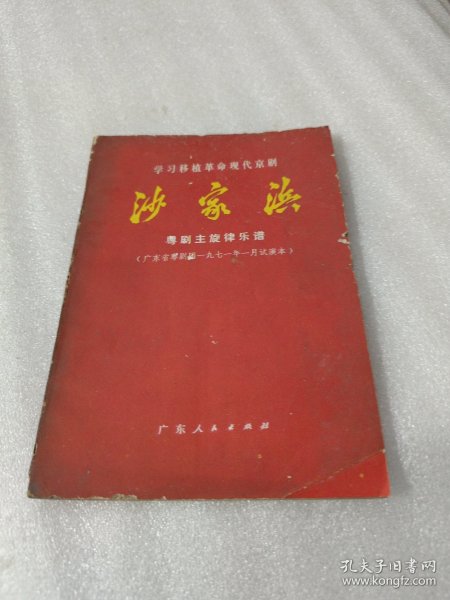 学习移植革命现代京剧
沙家浜
粤剧主旋律乐谱
(广东省粤剧团一九七一年一月试演本)
广东人民出版社
孔夫子旧书网
www.kongfz.com